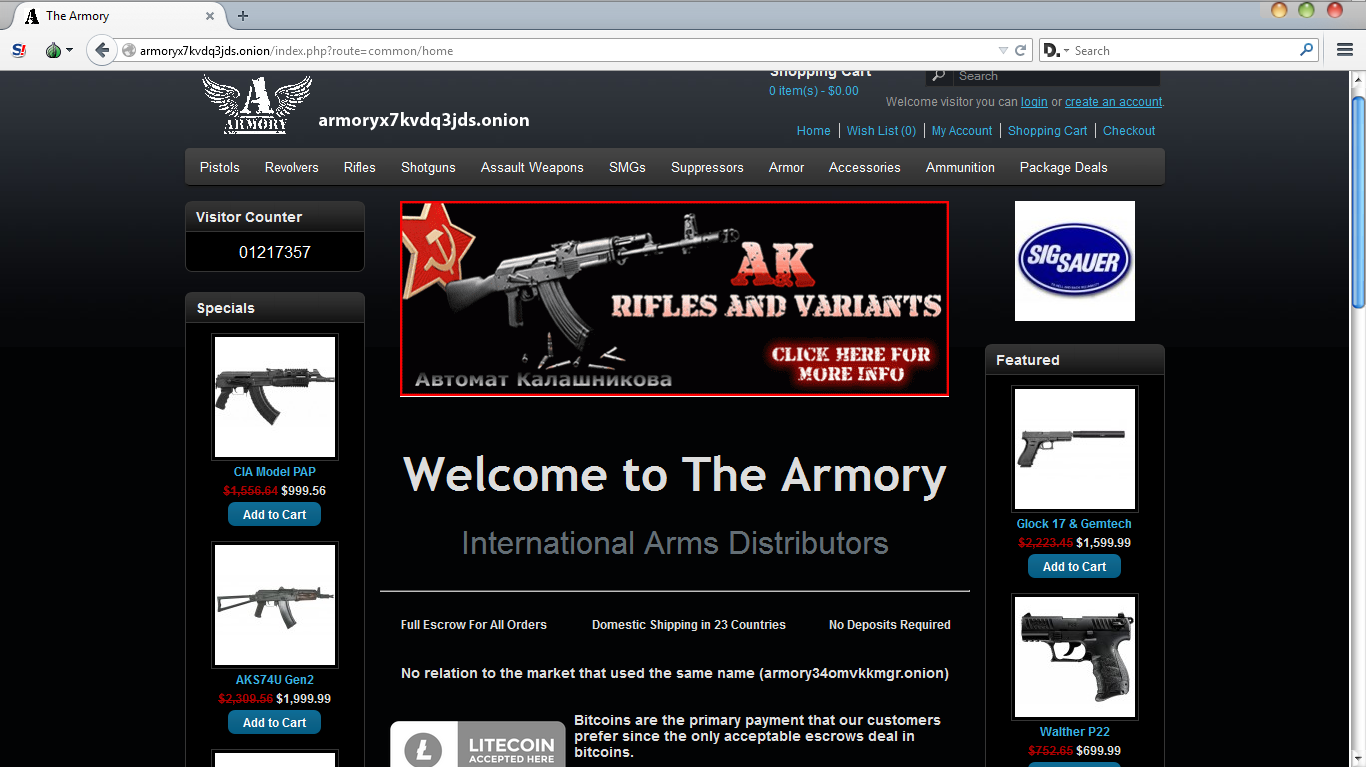 The Armory
armoryx7kvdq3jds.onion/index.php?route=common/home
Search
ARMORY
armoryx7kvdq3jds.onion
Shopping Cart
0 item(s) - $0.00
Search
Welcome visitor you can login or create an account.
Home Wish List (0) My Account Shopping Cart Checkout
Pistols Revolvers Rifles Shotguns Assault Weapons SMGs Suppressors Armor Accessories Ammunition Package Deals
Visitor Counter
01217357
Specials
CIA Model PAP
$1,556.64 $999.56
Add to Cart
AKS74U Gen2
$2,300.56 $1,999.99
Add to Cart
AK
RIFLES AND VARIANTS
CLICK HERE FOR
MORE INFO
Автомат Калашникова
Welcome to The Armory
International Arms Distributors
Full Escrow For All Orders Domestic Shipping in 23 Countries No Deposits Required
No relation to the market that used the same name (armory34omvkkmgr.onion)
LITECOIN
ACCEPTED HERE
Bitcoins are the primary payment that our customers
prefer since the only acceptable escrows deal in
bitcoins.
SIG SAUER
Featured
Glock 17 & Gemtech
$2,223.45 $1,599.99
Add to Cart
Walther P22
$752.65 $699.99